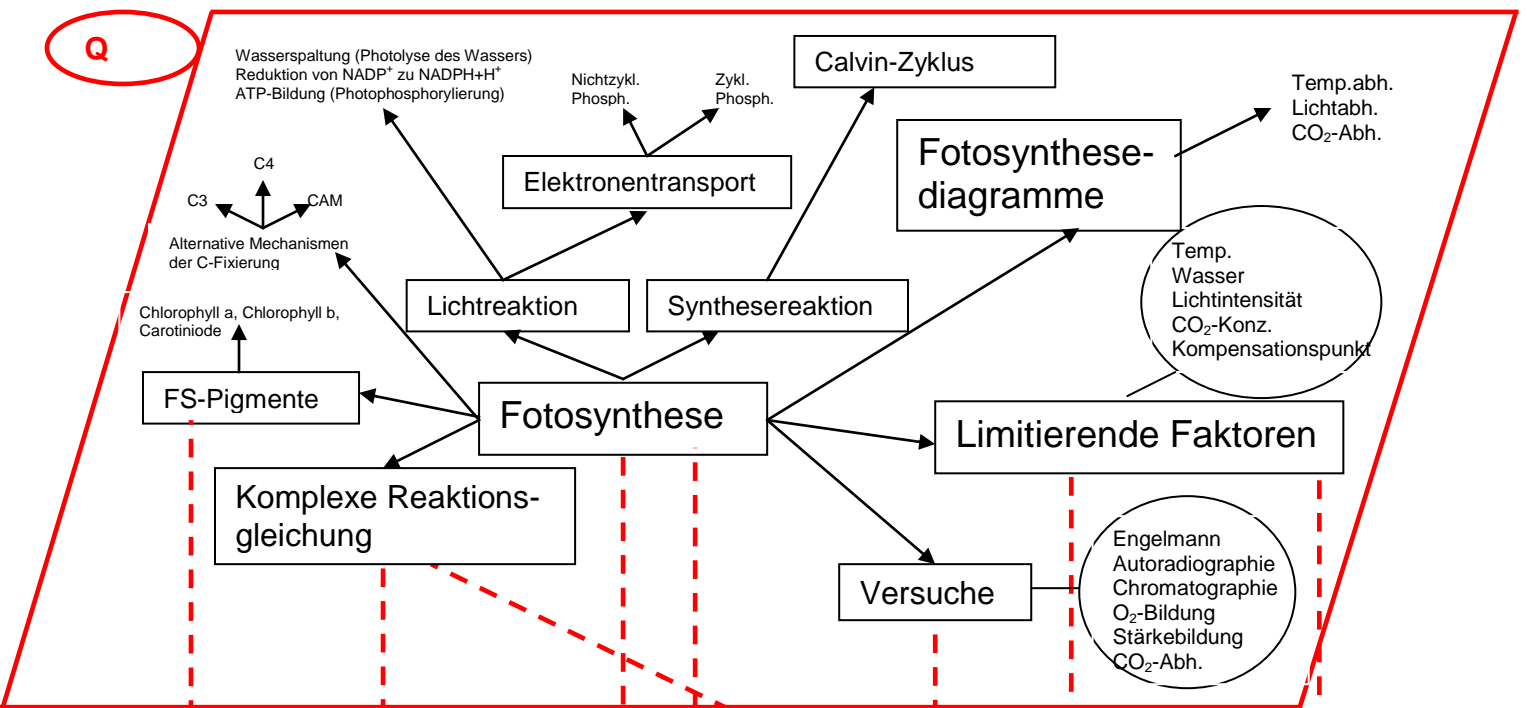 Q
Wasserspaltung (Photolyse des Wassers)
Reduktion von NADP⁺ zu NADPH+H⁺
ATP-Bildung (Photophosphorylierung)
Nichtzykl.
Phosph.
Zykl.
Phosph.
Calvin-Zyklus
Temp.abh.
Lichtabh.
CO₂-Abh.
Fotosynthese-
diagramme
Elektronentransport
C4
C3
CAM
Alternative Mechanismen
der C-Fixierung
Temp.
Wasser
Lichtintensität
CO₂-Konz.
Kompensationspunkt
Lichtreaktion
Synthesereaktion
Chlorophyll a, Chlorophyll b,
Carotiniode
FS-Pigmente
Fotosynthese
Limitierende Faktoren
Komplexe Reaktions-
gleichung
Versuche
Engelmann
Autoradiographie
Chromatographie
O₂-Bildung
Stärkebildung
CO₂-Abh.